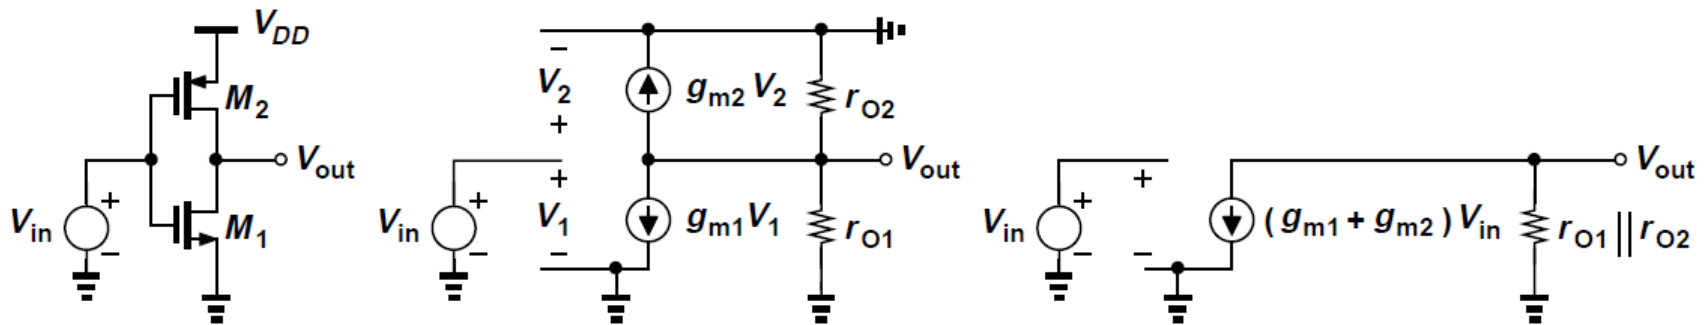 V_DD
M_2
V_out
V_in
+
−
M_1
−
V_2
+
g_m2 V_2
r_O2
V_out
V_in
+
−
+
V_1
−
g_m1 V_1
r_O1
V_out
V_in
+
−
+
−
(g_m1 + g_m2) V_in
r_O1 || r_O2